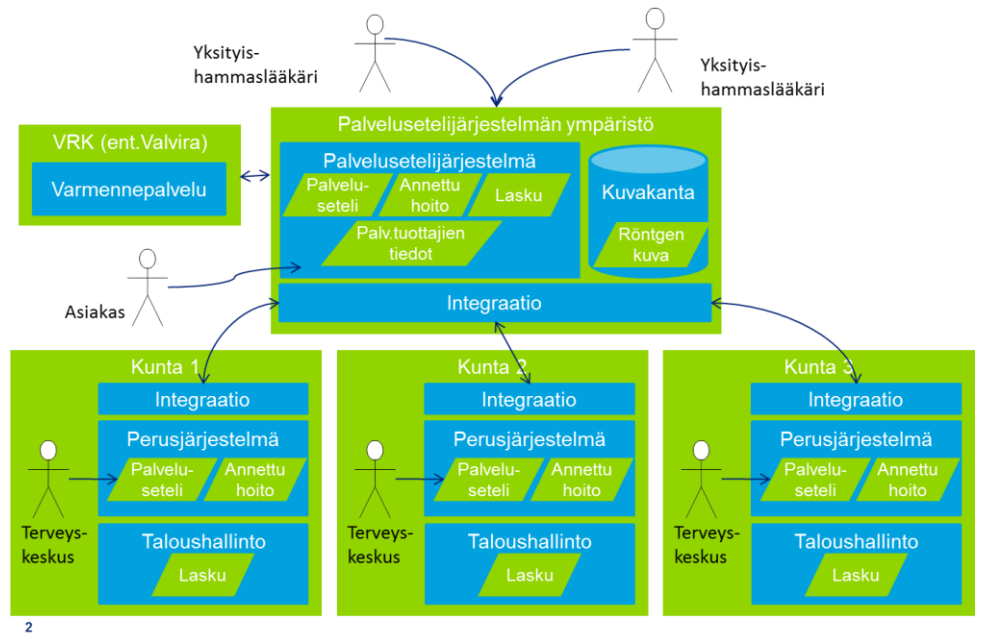 Yksityis-
hammaslääkäri
Yksityis-
hammaslääkäri
Palvelusetelijärjestelmän ympäristö
VRK (ent.Valvira)
Varmennepalvelu
Palvelusetelijärjestelmä
Palvelu-
seteli
Annettu
hoito
Lasku
Palv.tuottajien
tiedot
Kuvakanta
Röntgen
kuva
Asiakas
Integraatio
Kunta 1
Integraatio
Perusjärjestelmä
Palvelu-
seteli
Annettu
hoito
Terveys-
keskus
Taloushallinto
Lasku
Kunta 2
Integraatio
Perusjärjestelmä
Palvelu-
seteli
Annettu
hoito
Terveys-
keskus
Taloushallinto
Lasku
Kunta 3
Integraatio
Perusjärjestelmä
Palvelu-
seteli
Annettu
hoito
Terveys-
keskus
Taloushallinto
Lasku
2